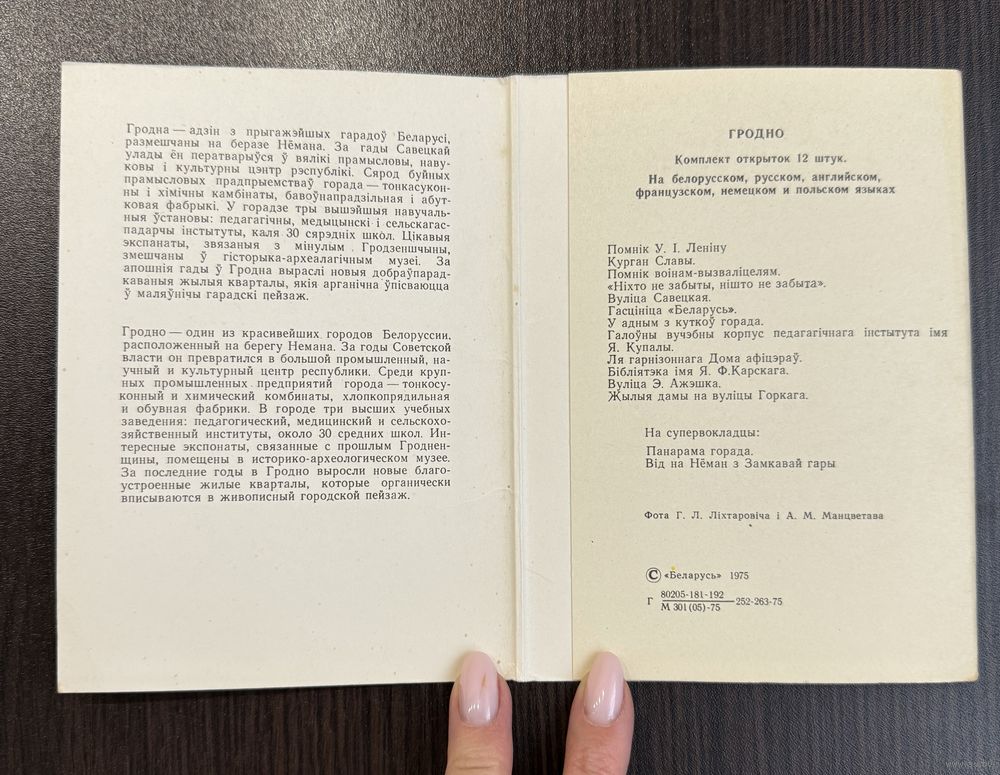 Гродна — адзін з прыгажэйшых гарадоў Беларусі,
размешчаны на беразе Нёмана. За гады Савецкай
улады ён ператварыўся ў вялікі прамысловы, наву-
ковы і культурны цэнтр рэспублікі. Сярод буйных
прамысловых прадпрыемстваў горада — тонкасукон-
ны і хімічны камбінаты, бавоўнапрадзільная і абут-
ковая фабрыкі. У горадзе тры вышэйшыя навучаль-
ныя ўстановы: педагагічны, медыцынскі і сельскагас-
падарчы інстытуты, каля 30 сярэдніх школ. Цікавыя
экспанаты, звязаныя з мінулым Гродзеншчыны,
змешчаны ў гісторыка-археалагічным музеі. За
апошнія гады ў Гродна выраслі новыя добраўпарад-
каваныя жылыя кварталы, якія арганічна ўпісваюцца
ў маляўнічы гарадскі пейзаж.
Гродно — один из красивейших городов Белоруссии,
расположенный на берегу Немана. За годы Советской
власти он превратился в большой промышленный, на-
учный и культурный центр республики. Среди круп-
ных промышленных предприятий города — тонкосу-
конный и химический комбинаты, хлопкопрядильная
и обувная фабрики. В городе три высших учебных
заведения: педагогический, медицинский и сельскохо-
зяйственный институты, около 30 средних школ. Ин-
тересные экспонаты, связанные с прошлым Гроднен-
щины, помещены в историко-археологическом музее.
За последние годы в Гродно выросли новые благо-
устроенные жилые кварталы, которые органически
вписываются в живописный городской пейзаж.
ГРОДНО
Комплект открыток 12 штук.
На белорусском, русском, английском,
французском, немецком и польском языках
Помнік У. І. Леніну
Курган Славы.
Помнік воінам-вызваліцелям.
«Ніхто не забыты, нішто не забыта».
Вуліца Савецкая.
Гасцініца «Беларусь».
У адным з куткоў горада.
Галоўны вучэбны корпус педагагічнага інстытута імя
Я. Купалы.
Ля гарнізоннага Дома афіцэраў.
Бібліятэка імя Я. Ф.Карскага.
Вуліца Э. Ажэшка.
Жылыя дамы на вуліцы Горкага.
На супервокладцы:
Панарама горада.
Від на Нёман з Замкавай гары
Фота Г. Л. Ліхтаровіча і А. М. Манцветава
© «Беларусь» 1975
Г 80205-181-192
М 301(05)-75 —252-263-75